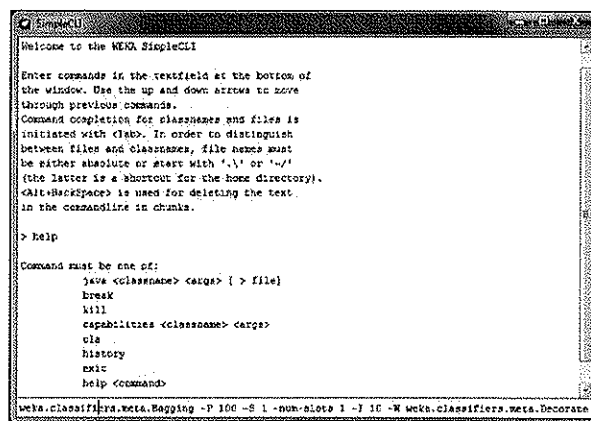 SimpleCLI
Welcome to the WEKA SimpleCLI
Enter commands in the textfield at the bottom of
the window. Use the up and down arrows to move
through previous commands.
Command completion for classnames and files is
initiated with <Tab>. In order to distinguish
between files and classnames, file names must
be either absolute or start with '.\' or '~/'
(the latter is a shortcut for the home directory).
<Alt+BackSpace> is used for deleting the text
in the commandline in chunks.
> help
Command must be one of:
java <classname> <args> [ > file]
break
kill
capabilities <classname> <args>
cls
history
exit
help <command>
weka.classifiers.meta.Bagging -P 100 -S 1 -num-slots 1 -I 10 -W weka.classifiers.meta.Decorate